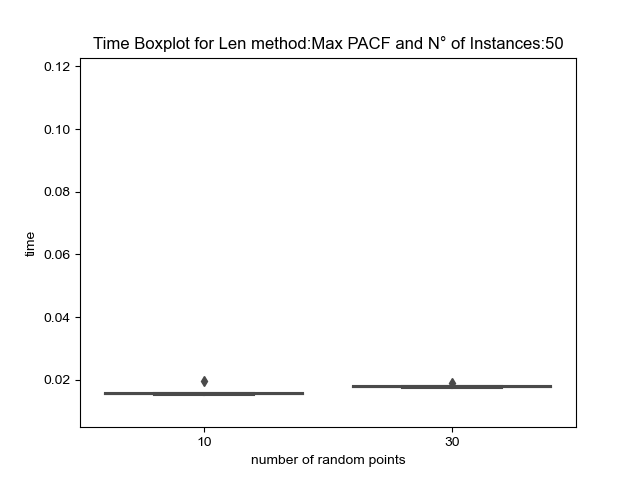 Time Boxplot for Len method:Max PACF and N° of Instances:50
0.12
0.10
0.08
0.06
0.04
0.02
time
10
30
number of random points